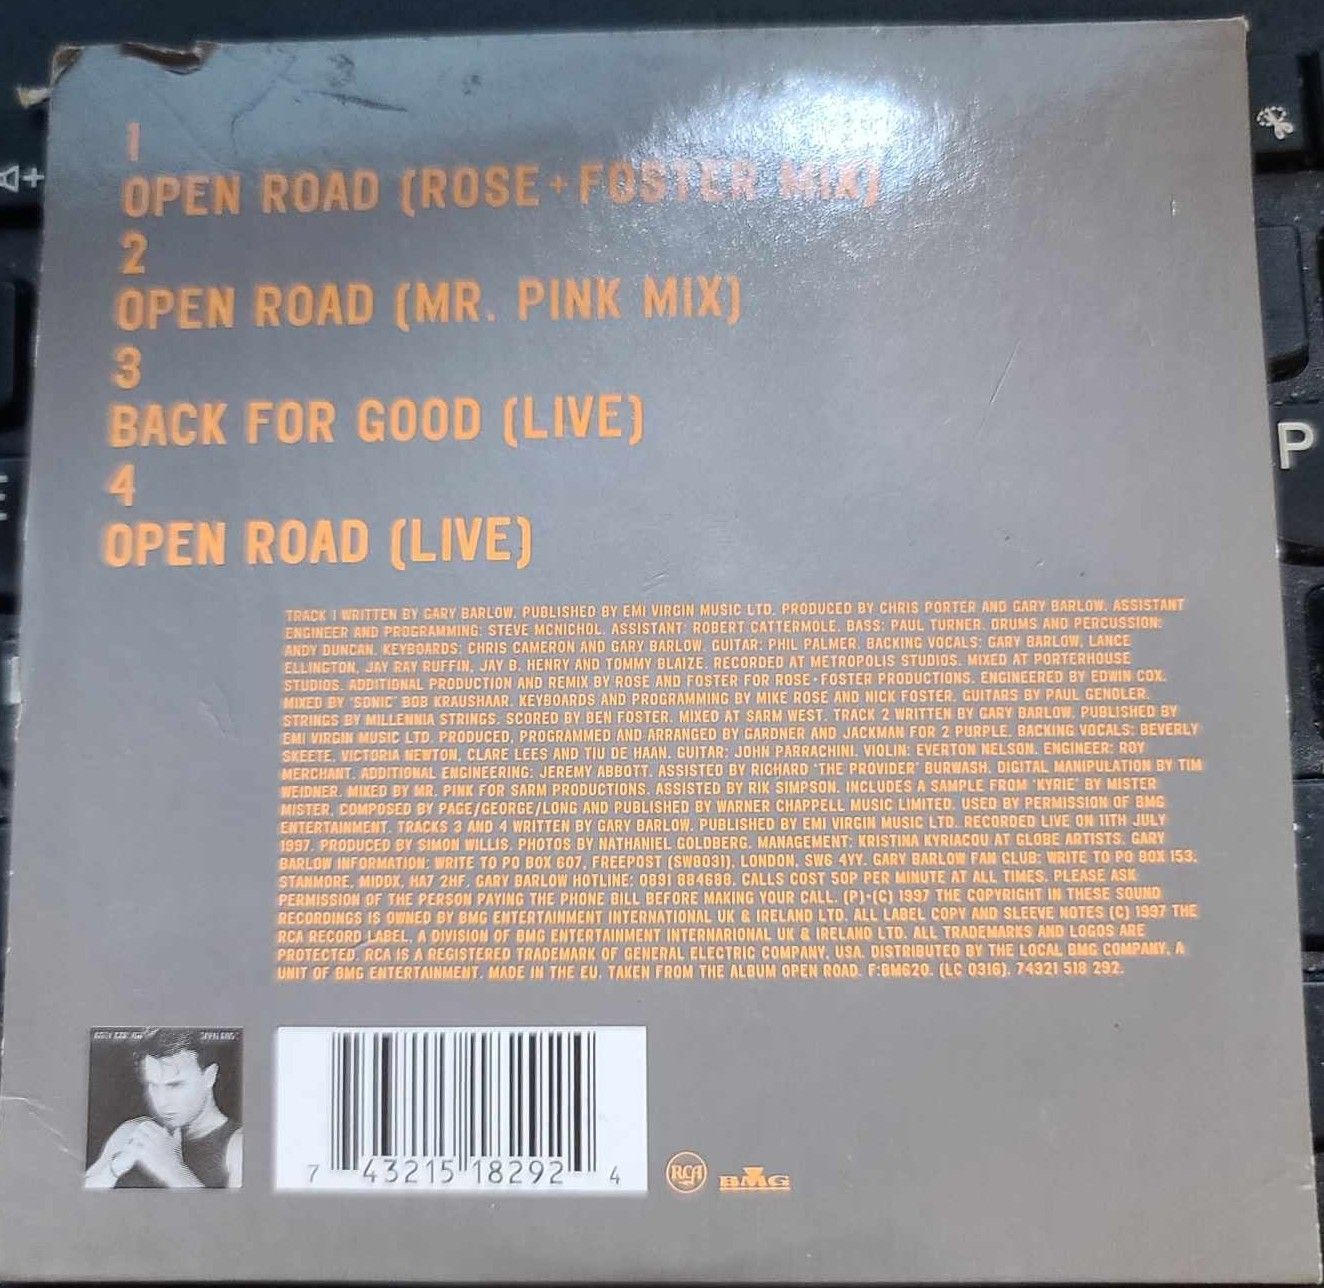 1
OPEN ROAD (ROSE + FOSTER MIX)
2
OPEN ROAD (MR. PINK MIX)
3
BACK FOR GOOD (LIVE)
4
OPEN ROAD (LIVE)
TRACK 1 WRITTEN BY GARY BARLOW. PUBLISHED BY EMI VIRGIN MUSIC LTD. PRODUCED BY CHRIS PORTER AND GARY BARLOW. ASSISTANT
ENGINEER AND PROGRAMMING: STEVE MCNICHOL. ASSISTANT: ROBERT CATTERMOLE. BASS: PAUL TURNER. DRUMS AND PERCUSSION:
ANDY DUNCAN. KEYBOARDS: CHRIS CAMERON AND GARY BARLOW. GUITAR: PHIL PALMER. BACKING VOCALS: GARY BARLOW, LANCE
ELLINGTON, JAY RAY RUFFIN, JAY B. HENRY AND TOMMY BLAIZE. RECORDED AT METROPOLIS STUDIOS. MIXED AT PORTERHOUSE
STUDIOS. ADDITIONAL PRODUCTION AND REMIX BY ROSE AND FOSTER FOR ROSE+FOSTER PRODUCTIONS. ENGINEERED BY EDWIN COX.
MIXED BY 'SONIC' BOB KRAUSHAAR. KEYBOARDS AND PROGRAMMING BY MIKE ROSE AND NICK FOSTER. GUITARS BY PAUL GENDLER.
STRINGS BY MILLENNIA STRINGS. SCORED BY BEN FOSTER. MIXED AT SARM WEST. TRACK 2 WRITTEN BY GARY BARLOW. PUBLISHED BY
EMI VIRGIN MUSIC LTD. PRODUCED, PROGRAMMED AND ARRANGED BY GARDNER AND JACKMAN FOR 2 PURPLE. BACKING VOCALS: BEVERLY
SKEETE, VICTORIA NEWTON, CLARE LEES AND TIU DE HAAN. GUITAR: JOHN PARRACHINI. VIOLIN: EVERTON NELSON. ENGINEER: ROY
MERCHANT. ADDITIONAL ENGINEERING: JEREMY ABBOTT. ASSISTED BY RICHARD 'THE PROVIDER' BURWASH. DIGITAL MANIPULATION BY TIM
WEIDNER. MIXED BY MR. PINK FOR SARM PRODUCTIONS. ASSISTED BY RIK SIMPSON. INCLUDES A SAMPLE FROM 'KYRIE' BY MISTER
MISTER, COMPOSED BY PAGE/GEORGE/LONG AND PUBLISHED BY WARNER CHAPPELL MUSIC LIMITED. USED BY PERMISSION OF BMG
ENTERTAINMENT. TRACKS 3 AND 4 WRITTEN BY GARY BARLOW. PUBLISHED BY EMI VIRGIN MUSIC LTD. RECORDED LIVE ON 11TH JULY
1997. PRODUCED BY SIMON WILLIS. PHOTOS BY NATHANIEL GOLDBERG. MANAGEMENT: KRISTINA KYRIACOU AT GLOBE ARTISTS. GARY
BARLOW INFORMATION: WRITE TO PO BOX 607, FREEPOST (SW8031), LONDON, SW6 4YY. GARY BARLOW FAN CLUB: WRITE TO PO BOX 153,
STANMORE, MIDDX, HA7 2HF. GARY BARLOW HOTLINE: 0891 884688. CALLS COST 50P PER MINUTE AT ALL TIMES. PLEASE ASK
PERMISSION OF THE PERSON PAYING THE PHONE BILL BEFORE MAKING YOUR CALL. (P)+(C) 1997 THE COPYRIGHT IN THESE SOUND
RECORDINGS IS OWNED BY BMG ENTERTAINMENT INTERNATIONAL UK & IRELAND LTD. ALL LABEL COPY AND SLEEVE NOTES (C) 1997 THE
RCA RECORD LABEL, A DIVISION OF BMG ENTERTAINMENT INTERNARIONAL UK & IRELAND LTD. ALL TRADEMARKS AND LOGOS ARE
PROTECTED. RCA IS A REGISTERED TRADEMARK OF GENERAL ELECTRIC COMPANY, USA. DISTRIBUTED BY THE LOCAL BMG COMPANY, A
UNIT OF BMG ENTERTAINMENT. MADE IN THE EU. TAKEN FROM THE ALBUM OPEN ROAD. F:BM620. (LC 0316). 74321 518 292.
7 43215 18292 4
RCA
BMG
P